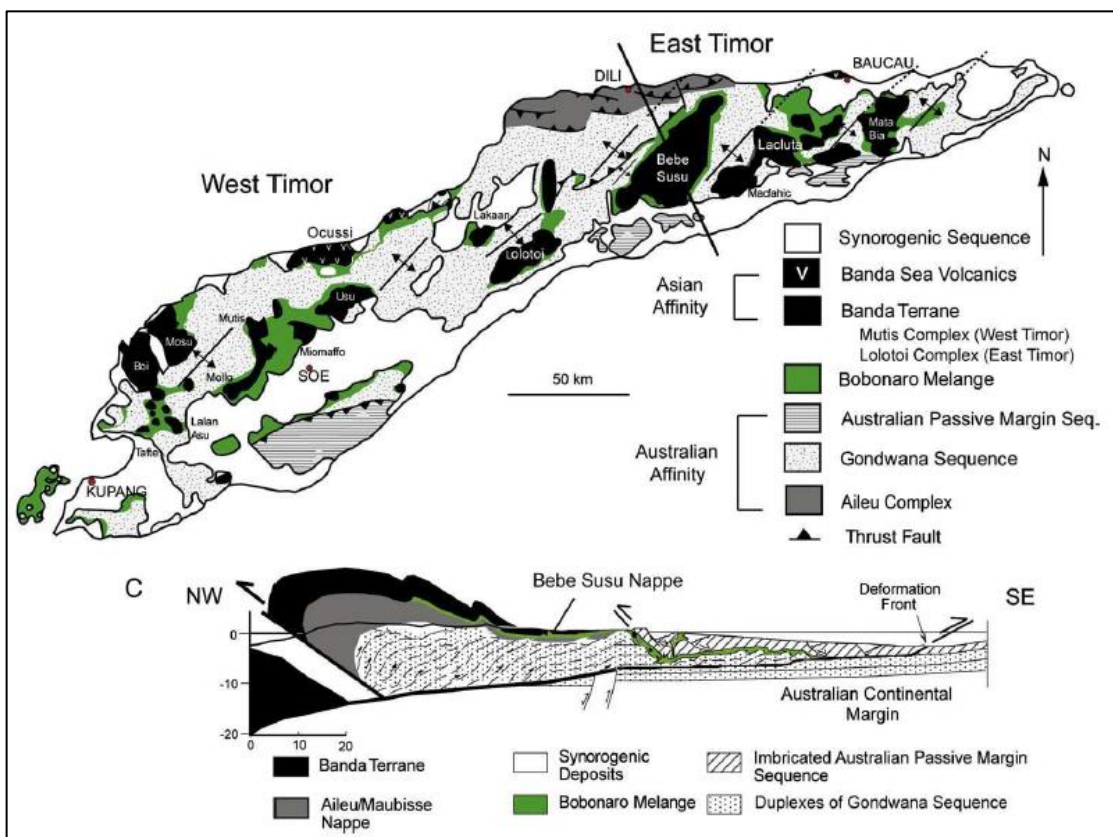 East Timor
DILI
BAUCAU
Mata
Bia
Bebe
Susu
Lacluta
Macfahic
N
West Timor
Lakaan
Ocussi
Lolotoi
Usu
Mutis
Mosu
Miomaffo
Boi
Mollo
SOE
Lalan
Asu
Tafte
KUPANG
50 km
Synorogenic Sequence
V
Banda Sea Volcanics
Asian
Affinity
Banda Terrane
Mutis Complex (West Timor)
Lolotoi Complex (East Timor)
Bobonaro Melange
Australian Passive Margin Seq.
Australian
Affinity
Gondwana Sequence
Aileu Complex
Thrust Fault
C
NW
Bebe Susu Nappe
Deformation
Front
SE
0
-10
-20
0 10 20
Australian Continental
Margin
Banda Terrane
Synorogenic
Deposits
Imbricated Australian Passive Margin
Sequence
Aileu/Maubisse
Nappe
Bobonaro Melange
Duplexes of Gondwana Sequence